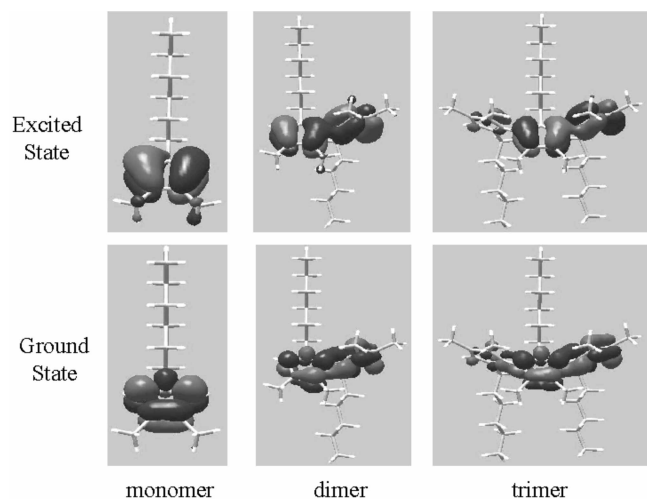 Excited
State
Ground
State
monomer
dimer
trimer